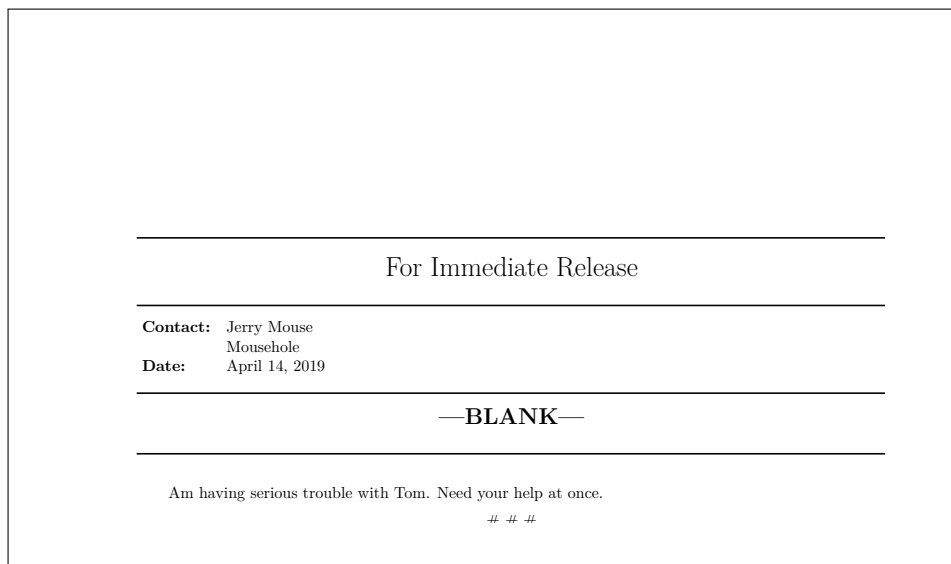 For Immediate Release
Contact: Jerry Mouse
Mousehole
Date: April 14, 2019
—BLANK—
Am having serious trouble with Tom. Need your help at once.
# # #